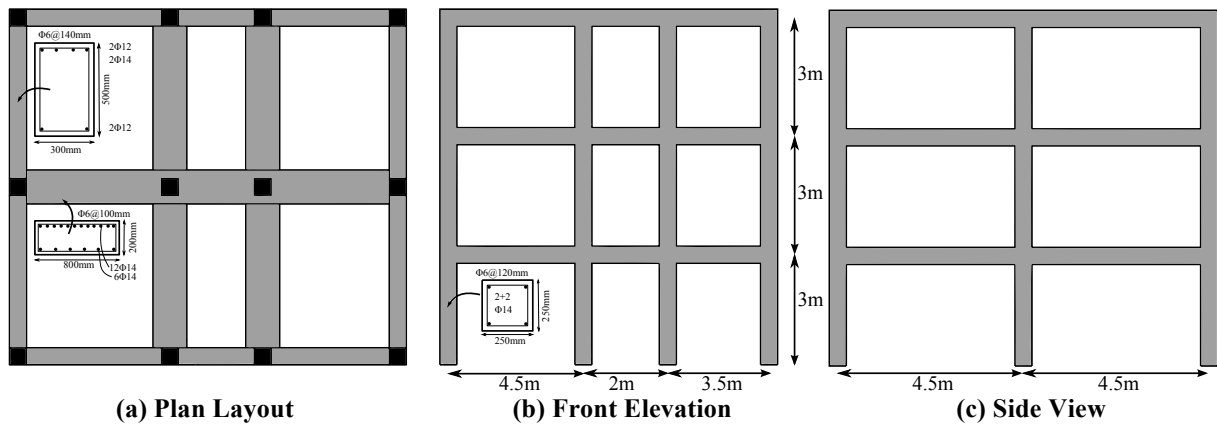 Φ6@140mm
2Φ12
2Φ14
500mm
2Φ12
300mm
Φ6@100mm
200mm
800mm
12Φ14
6Φ14
(a) Plan Layout
Φ6@120mm
2+2
Φ14
250mm
250mm
4.5m
2m
3.5m
(b) Front Elevation
3m
3m
3m
4.5m
4.5m
(c) Side View